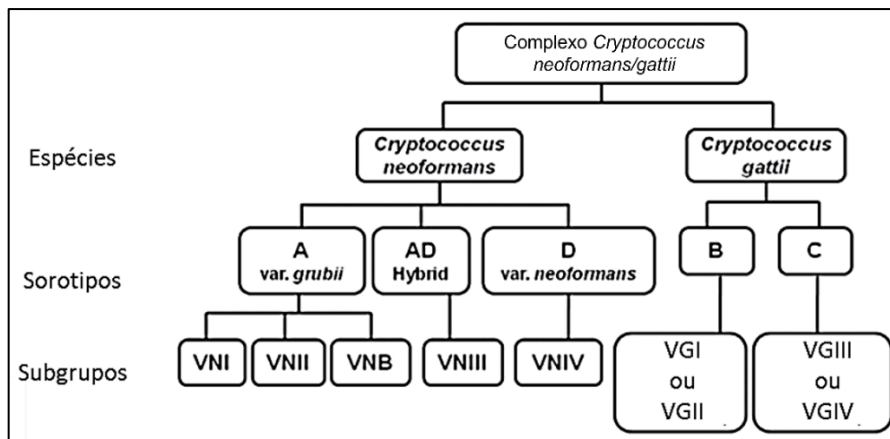 Complexo Cryptococcus
neoformans/gattii
Espécies
Cryptococcus
neoformans
Cryptococcus
gattii
Sorotipos
A
var. grubii
AD
Hybrid
D
var. neoformans
B
C
Subgrupos
VNI
VNII
VNB
VNIII
VNIV
VGI
ou
VGII
VGIII
ou
VGIV